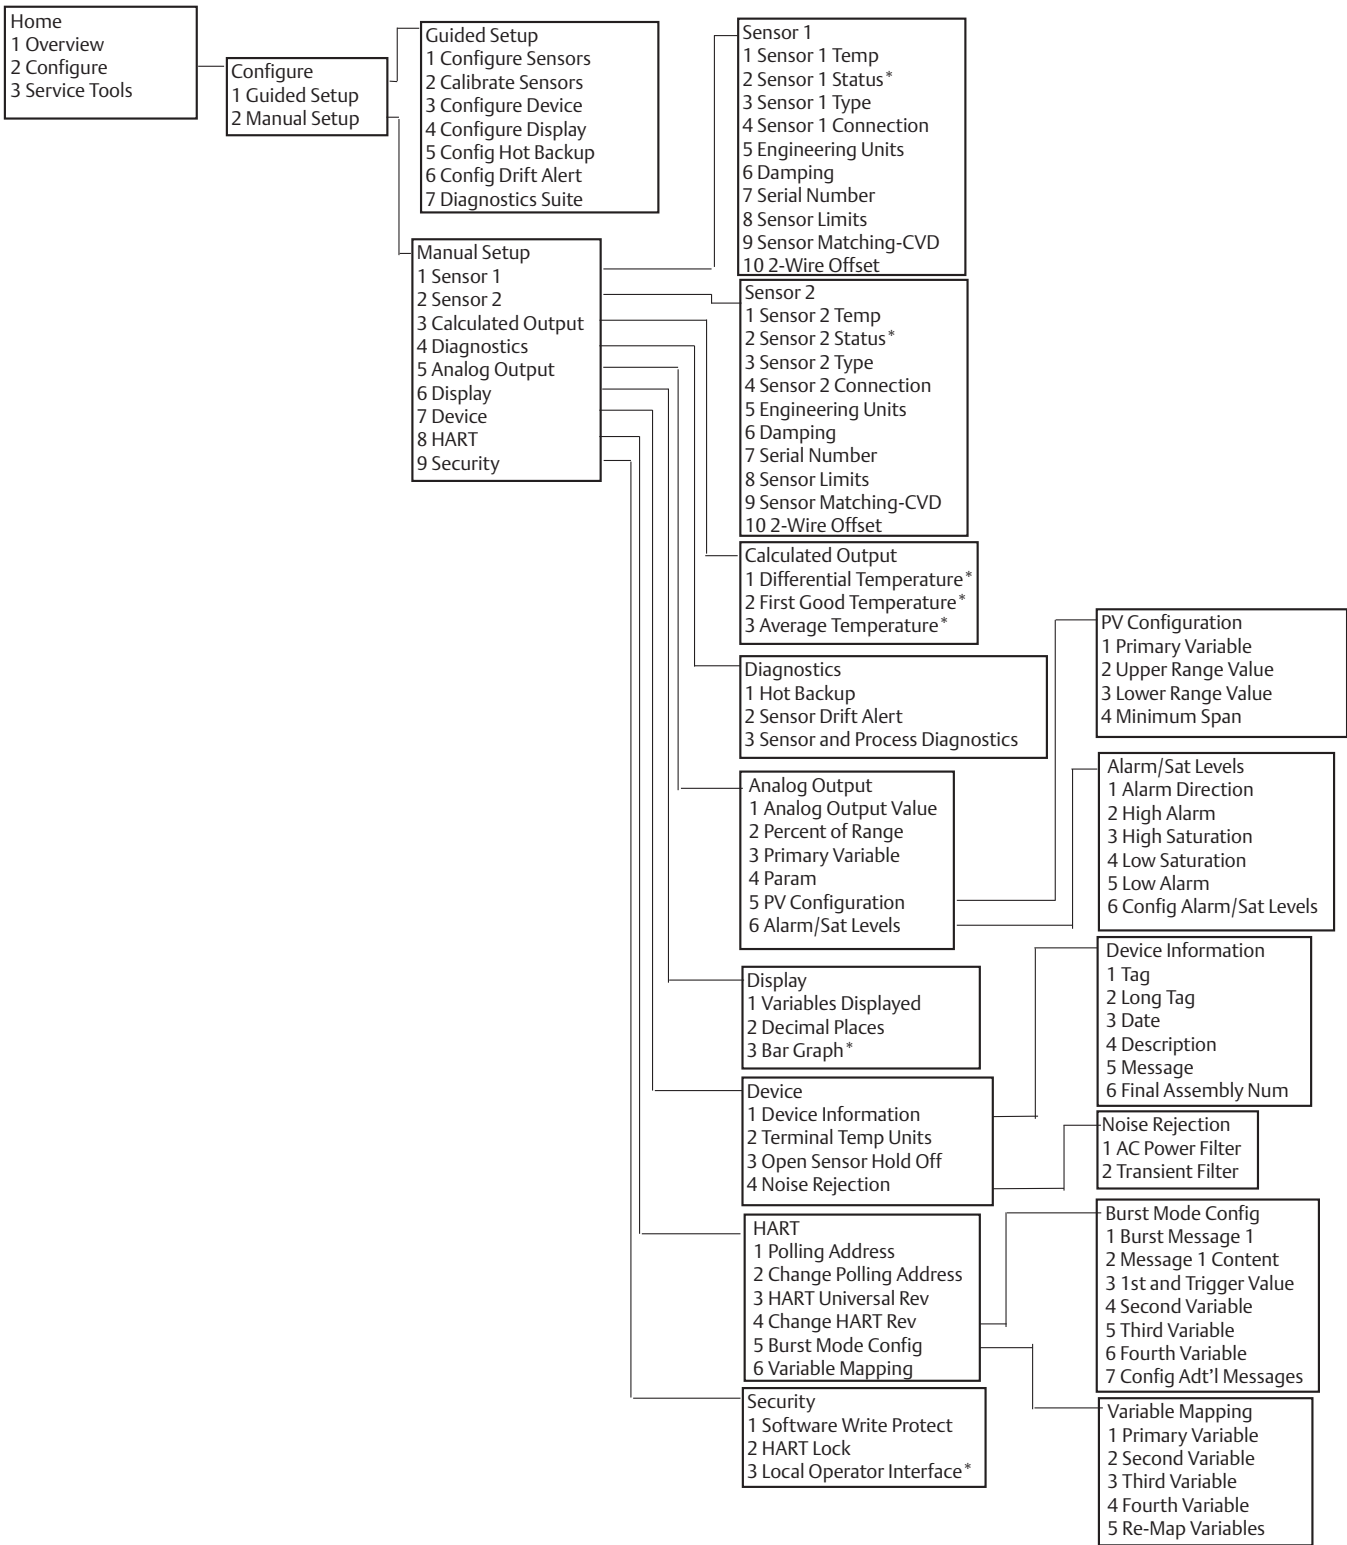 Home
1 Overview
2 Configure
3 Service Tools
Configure
1 Guided Setup
2 Manual Setup
Guided Setup
1 Configure Sensors
2 Calibrate Sensors
3 Configure Device
4 Configure Display
5 Config Hot Backup
6 Config Drift Alert
7 Diagnostics Suite
Manual Setup
1 Sensor 1
2 Sensor 2
3 Calculated Output
4 Diagnostics
5 Analog Output
6 Display
7 Device
8 HART
9 Security
Sensor 1
1 Sensor 1 Temp
2 Sensor 1 Status*
3 Sensor 1 Type
4 Sensor 1 Connection
5 Engineering Units
6 Damping
7 Serial Number
8 Sensor Limits
9 Sensor Matching-CVD
10 2-Wire Offset
Sensor 2
1 Sensor 2 Temp
2 Sensor 2 Status*
3 Sensor 2 Type
4 Sensor 2 Connection
5 Engineering Units
6 Damping
7 Serial Number
8 Sensor Limits
9 Sensor Matching-CVD
10 2-Wire Offset
Calculated Output
1 Differential Temperature*
2 First Good Temperature*
3 Average Temperature*
Diagnostics
1 Hot Backup
2 Sensor Drift Alert
3 Sensor and Process Diagnostics
Analog Output
1 Analog Output Value
2 Percent of Range
3 Primary Variable
4 Param
5 PV Configuration
6 Alarm/Sat Levels
Display
1 Variables Displayed
2 Decimal Places
3 Bar Graph*
Device
1 Device Information
2 Terminal Temp Units
3 Open Sensor Hold Off
4 Noise Rejection
HART
1 Polling Address
2 Change Polling Address
3 HART Universal Rev
4 Change HART Rev
5 Burst Mode Config
6 Variable Mapping
Security
1 Software Write Protect
2 HART Lock
3 Local Operator Interface*
PV Configuration
1 Primary Variable
2 Upper Range Value
3 Lower Range Value
4 Minimum Span
Alarm/Sat Levels
1 Alarm Direction
2 High Alarm
3 High Saturation
4 Low Saturation
5 Low Alarm
6 Config Alarm/Sat Levels
Device Information
1 Tag
2 Long Tag
3 Date
4 Description
5 Message
6 Final Assembly Num
Noise Rejection
1 AC Power Filter
2 Transient Filter
Burst Mode Config
1 Burst Message 1
2 Message 1 Content
3 1st and Trigger Value
4 Second Variable
5 Third Variable
6 Fourth Variable
7 Config Adt'l Messages
Variable Mapping
1 Primary Variable
2 Second Variable
3 Third Variable
4 Fourth Variable
5 Re-Map Variables